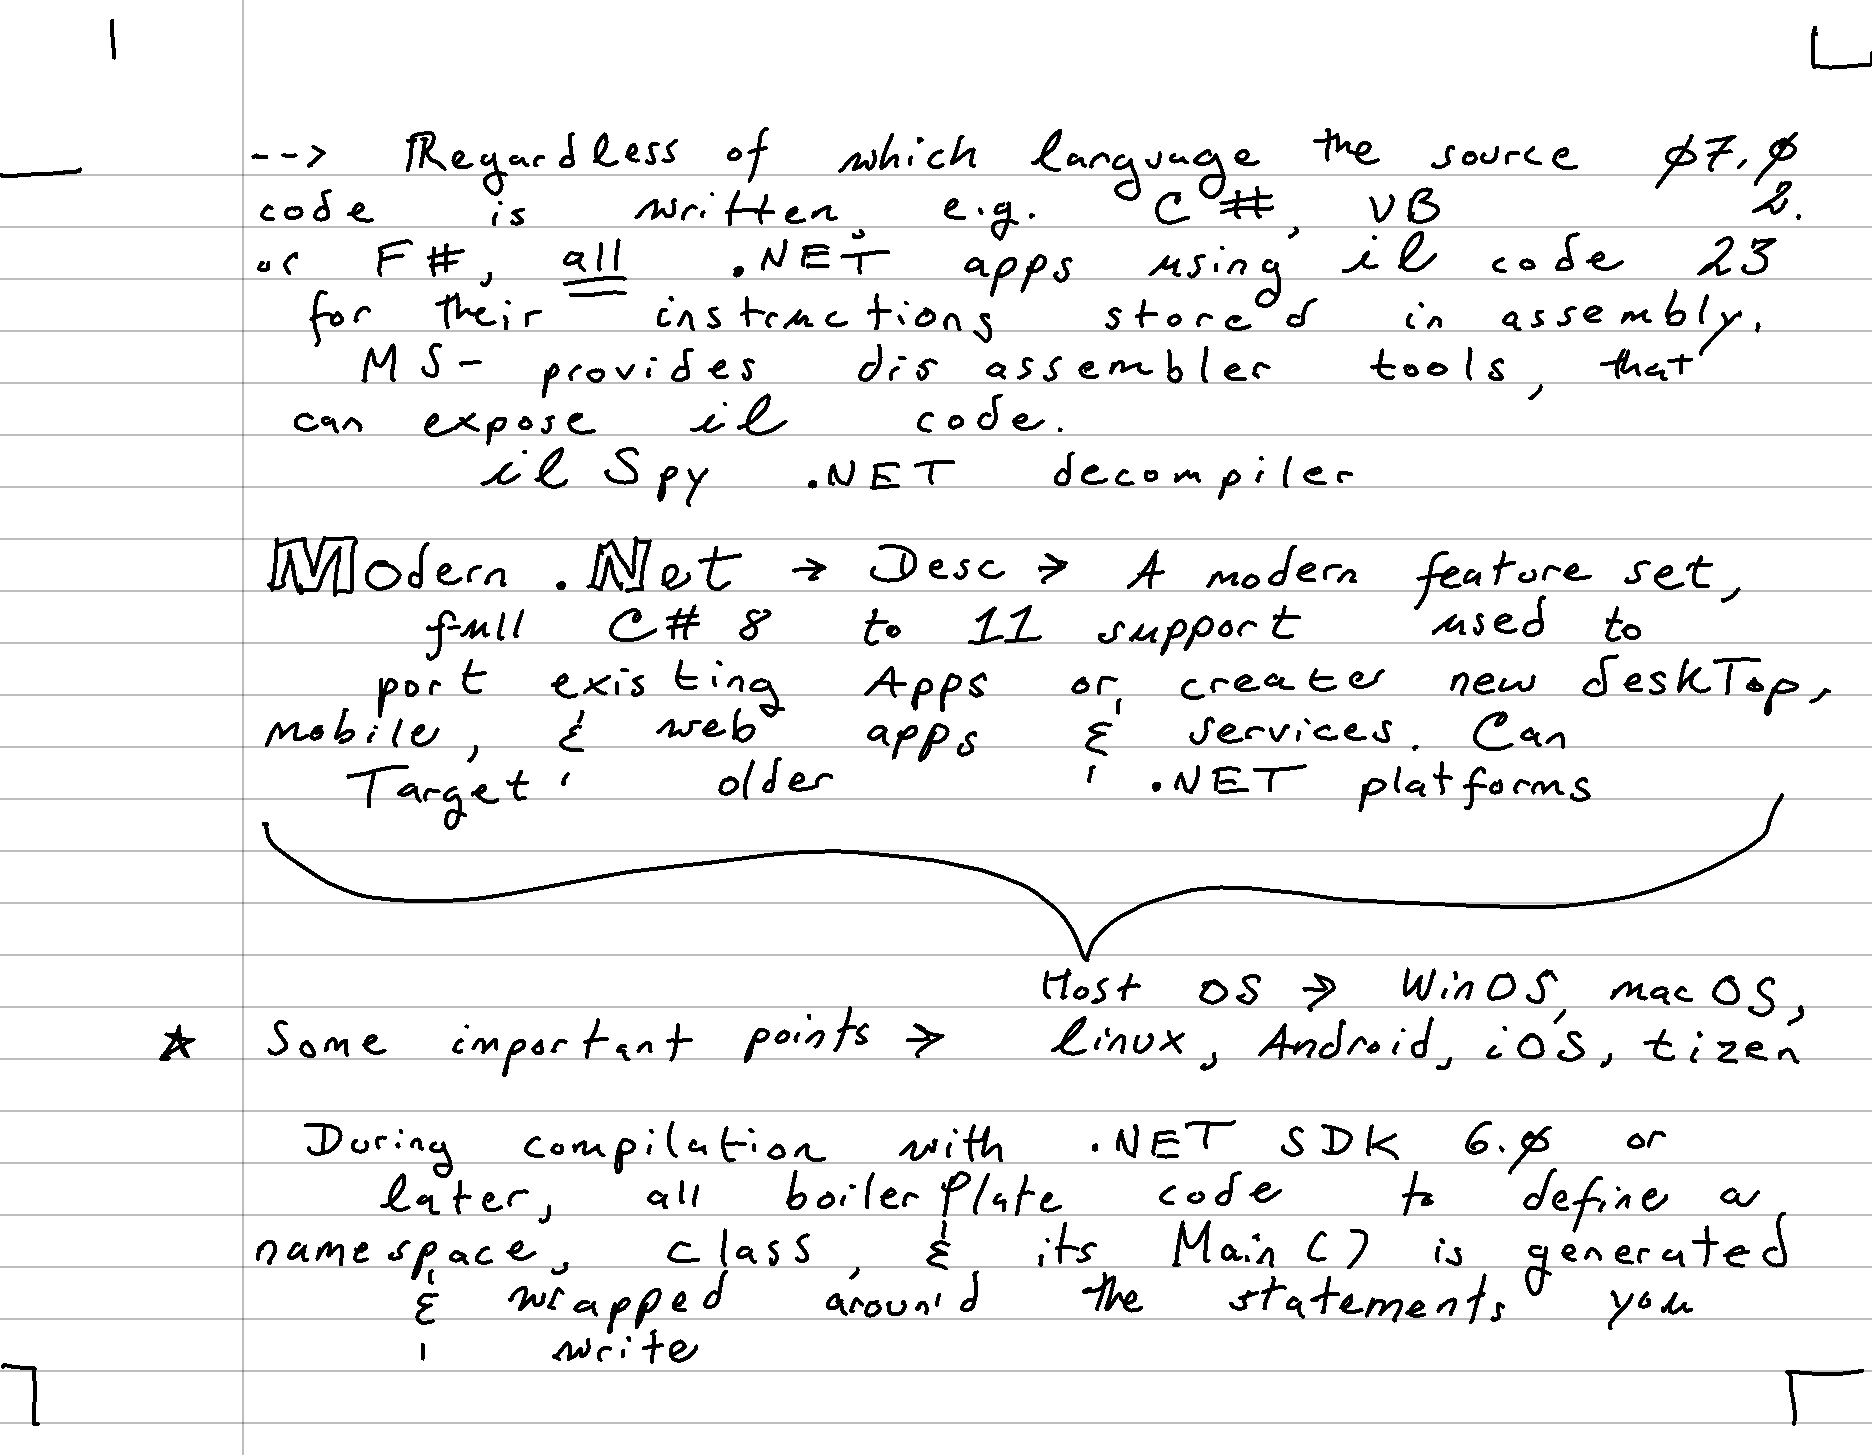 --> Regardless of which language the source 07.0
code is written, e.g. C#, VB 2.
or F#, all .NET apps using il code 23
for their instructions stored in assembly.
MS- provides dis assembler tools, that
can expose il code.
il Spy .NET decompiler
Modern .Net → Desc → A modern feature set,
full C# 8 to 11 support used to
port existing Apps or creater new deskTop,
mobile, & web apps & services. Can
Target older .NET platforms
Host OS → WinOS, macOS,
linux, Android, iOS, tizen
★ Some important points →
During compilation with .NET SDK 6.0 or
later, all boilerPlate code to define a
namespace, class, & its Main() is generated
& wrapped around the statements you
write